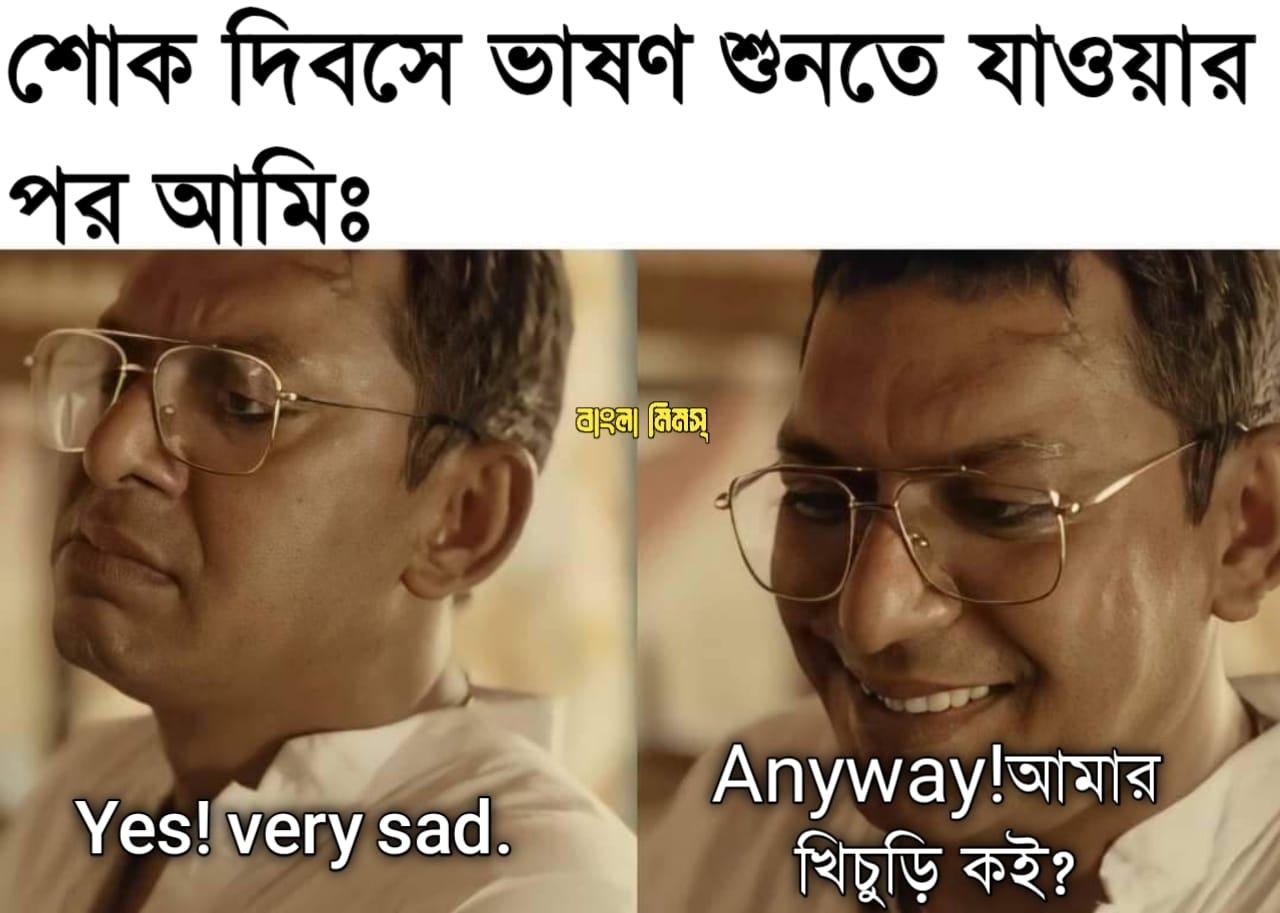 শোক দিবসে ভাষণ শুনতে যাওয়ার
পর আমিঃ
বাংলা মিমস্
Yes! very sad.
Anyway!আমার
খিচুড়ি কই?